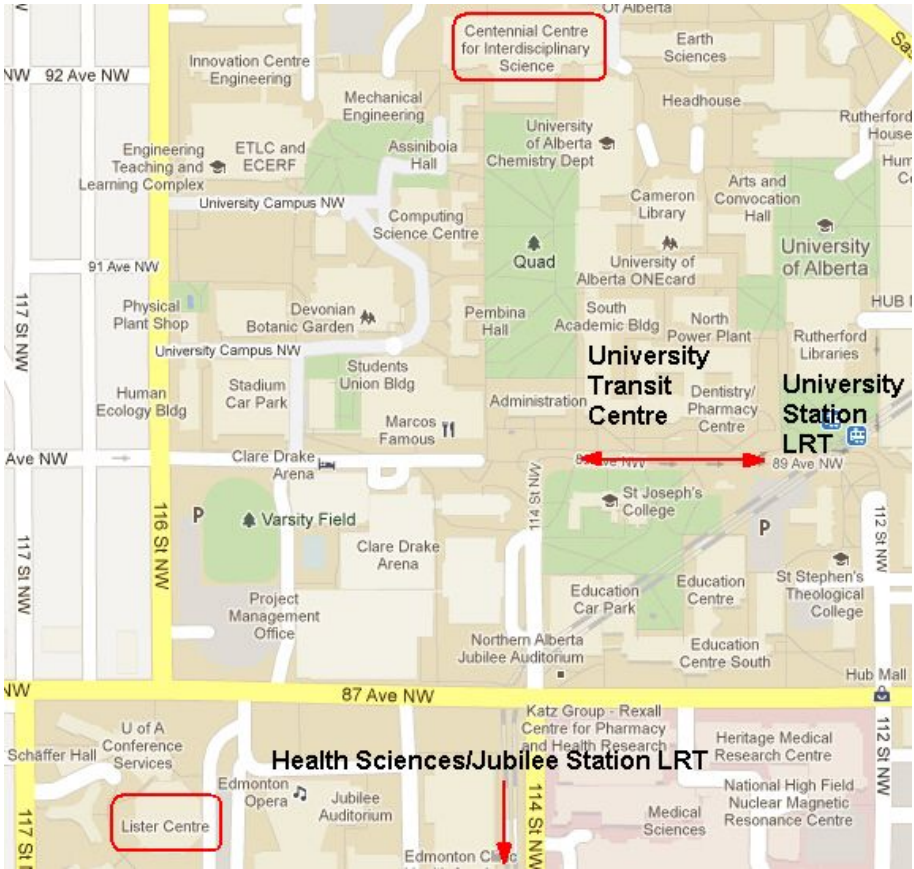 Of Alberta
Centennial Centre
for Interdisciplinary
Science
Earth
Sciences
NW
92 Ave NW
Innovation Centre
Engineering
Mechanical
Engineering
Headhouse
Rutherford
House
Engineering
Teaching and
Learning Complex
ETLC and
ECERF
Assiniboia
Hall
University
of Alberta
Chemistry Dept
Arts and
Convocation
Hall
University Campus NW
Computing
Science Centre
Cameron
Library
University
of Alberta
Quad
University of
Alberta ONEcard
91 Ave NW
117 St NW
Physical
Plant Shop
Devonian
Botanic Garden
Pembina
Hall
South
Academic Bldg
North
Power Plant
HUB
Rutherford
Libraries
University Campus NW
Students
Union Bldg
University
Transit
Centre
University
Station
LRT
Human
Ecology Bldg
Stadium
Car Park
Administration
Dentistry/
Pharmacy
Centre
Marcos
Famous
Ave NW
Clare Drake
Arena
Ave NW
89 Ave NW
116 St NW
P
Varsity Field
114 St NW
St Joseph's
College
P
112 St NW
117 St NW
Clare Drake
Arena
Project
Management
Office
Education
Car Park
Education
Centre
St Stephen's
Theological
College
Northern Alberta
Jubilee Auditorium
Education
Centre South
Hub Mall
NW
87 Ave NW
U of A
Conference
Services
Schäffer Hall
Katz Group - Rexall
Centre for Pharmacy
and Health Research
Heritage Medical
Research Centre
112 St NW
Health Sciences/Jubilee Station LRT
Edmonton
Opera
Jubilee
Auditorium
National High Field
Nuclear Magnetic
Resonance Centre
Medical
Sciences
117 St
Lister Centre
114 St NW
Edmonton Clinic